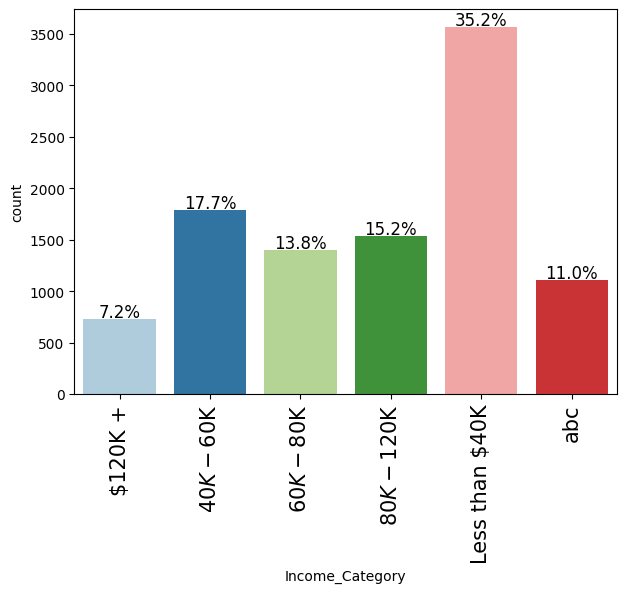 35.2%
3500
3000
2500
2000
17.7%
1500
15.2%
13.8%
11.0%
1000
7.2%
500
0
count
$120K +
40K − 60K
60K − 80K
80K − 120K
Less than $40K
abc
Income_Category